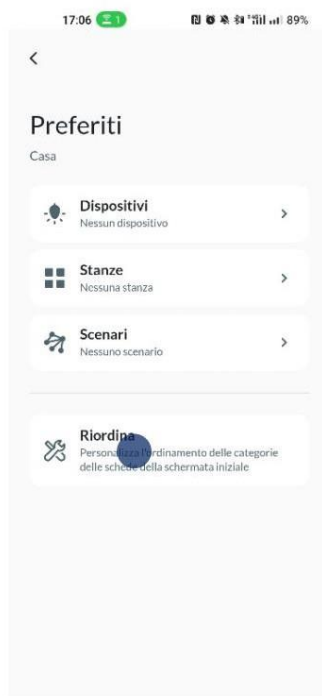 17:06 1 89%
Preferiti
Casa
Dispositivi
Nessun dispositivo
Stanze
Nessuna stanza
Scenari
Nessuno scenario
Riordina
Personalizza l'ordinamento delle categorie
delle schede della schermata iniziale